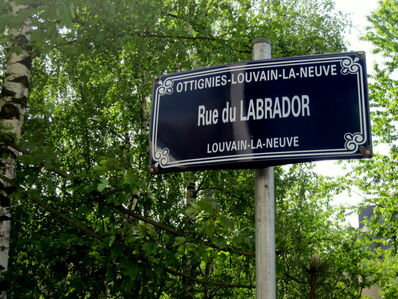 OTTIGNIES-LOUVAIN-LA-NEUVE
Rue du LABRADOR
LOUVAIN-LA-NEUVE